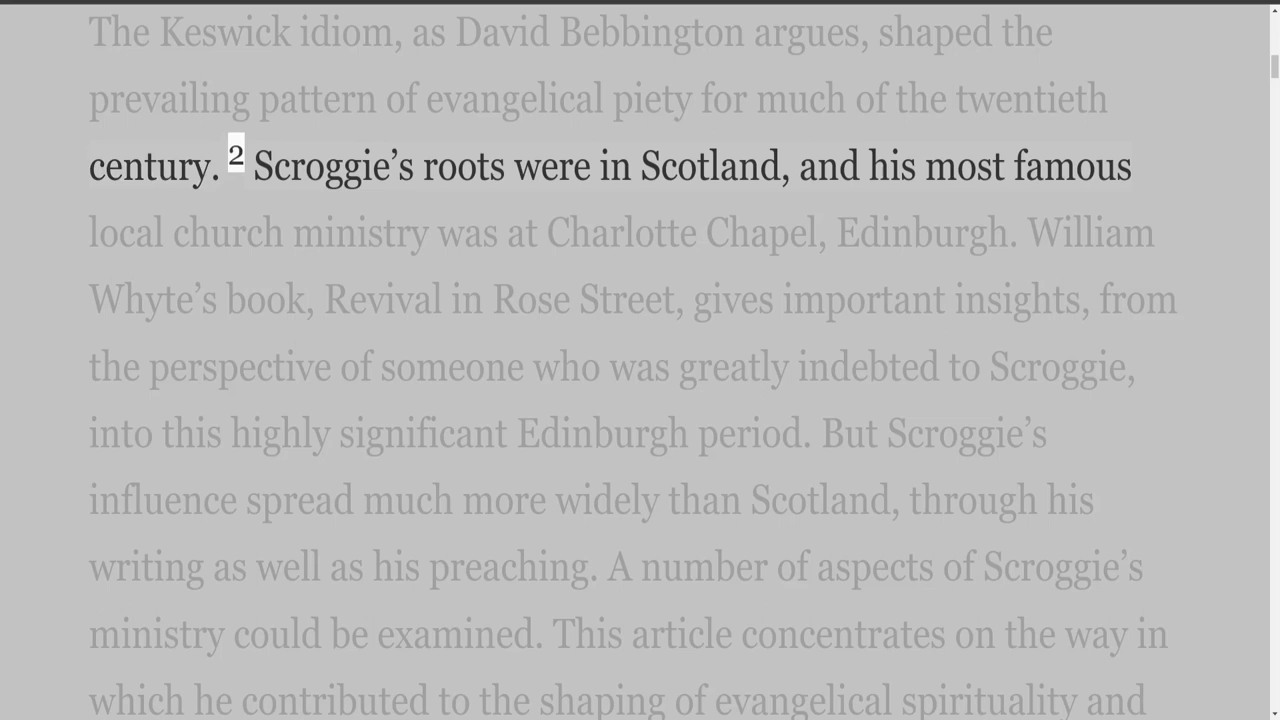 The Keswick idiom, as David Bebbington argues, shaped the
prevailing pattern of evangelical piety for much of the twentieth
century. 2 Scroggie’s roots were in Scotland, and his most famous
local church ministry was at Charlotte Chapel, Edinburgh. William
Whyte’s book, Revival in Rose Street, gives important insights, from
the perspective of someone who was greatly indebted to Scroggie,
into this highly significant Edinburgh period. But Scroggie’s
influence spread much more widely than Scotland, through his
writing as well as his preaching. A number of aspects of Scroggie’s
ministry could be examined. This article concentrates on the way in
which he contributed to the shaping of evangelical spirituality and